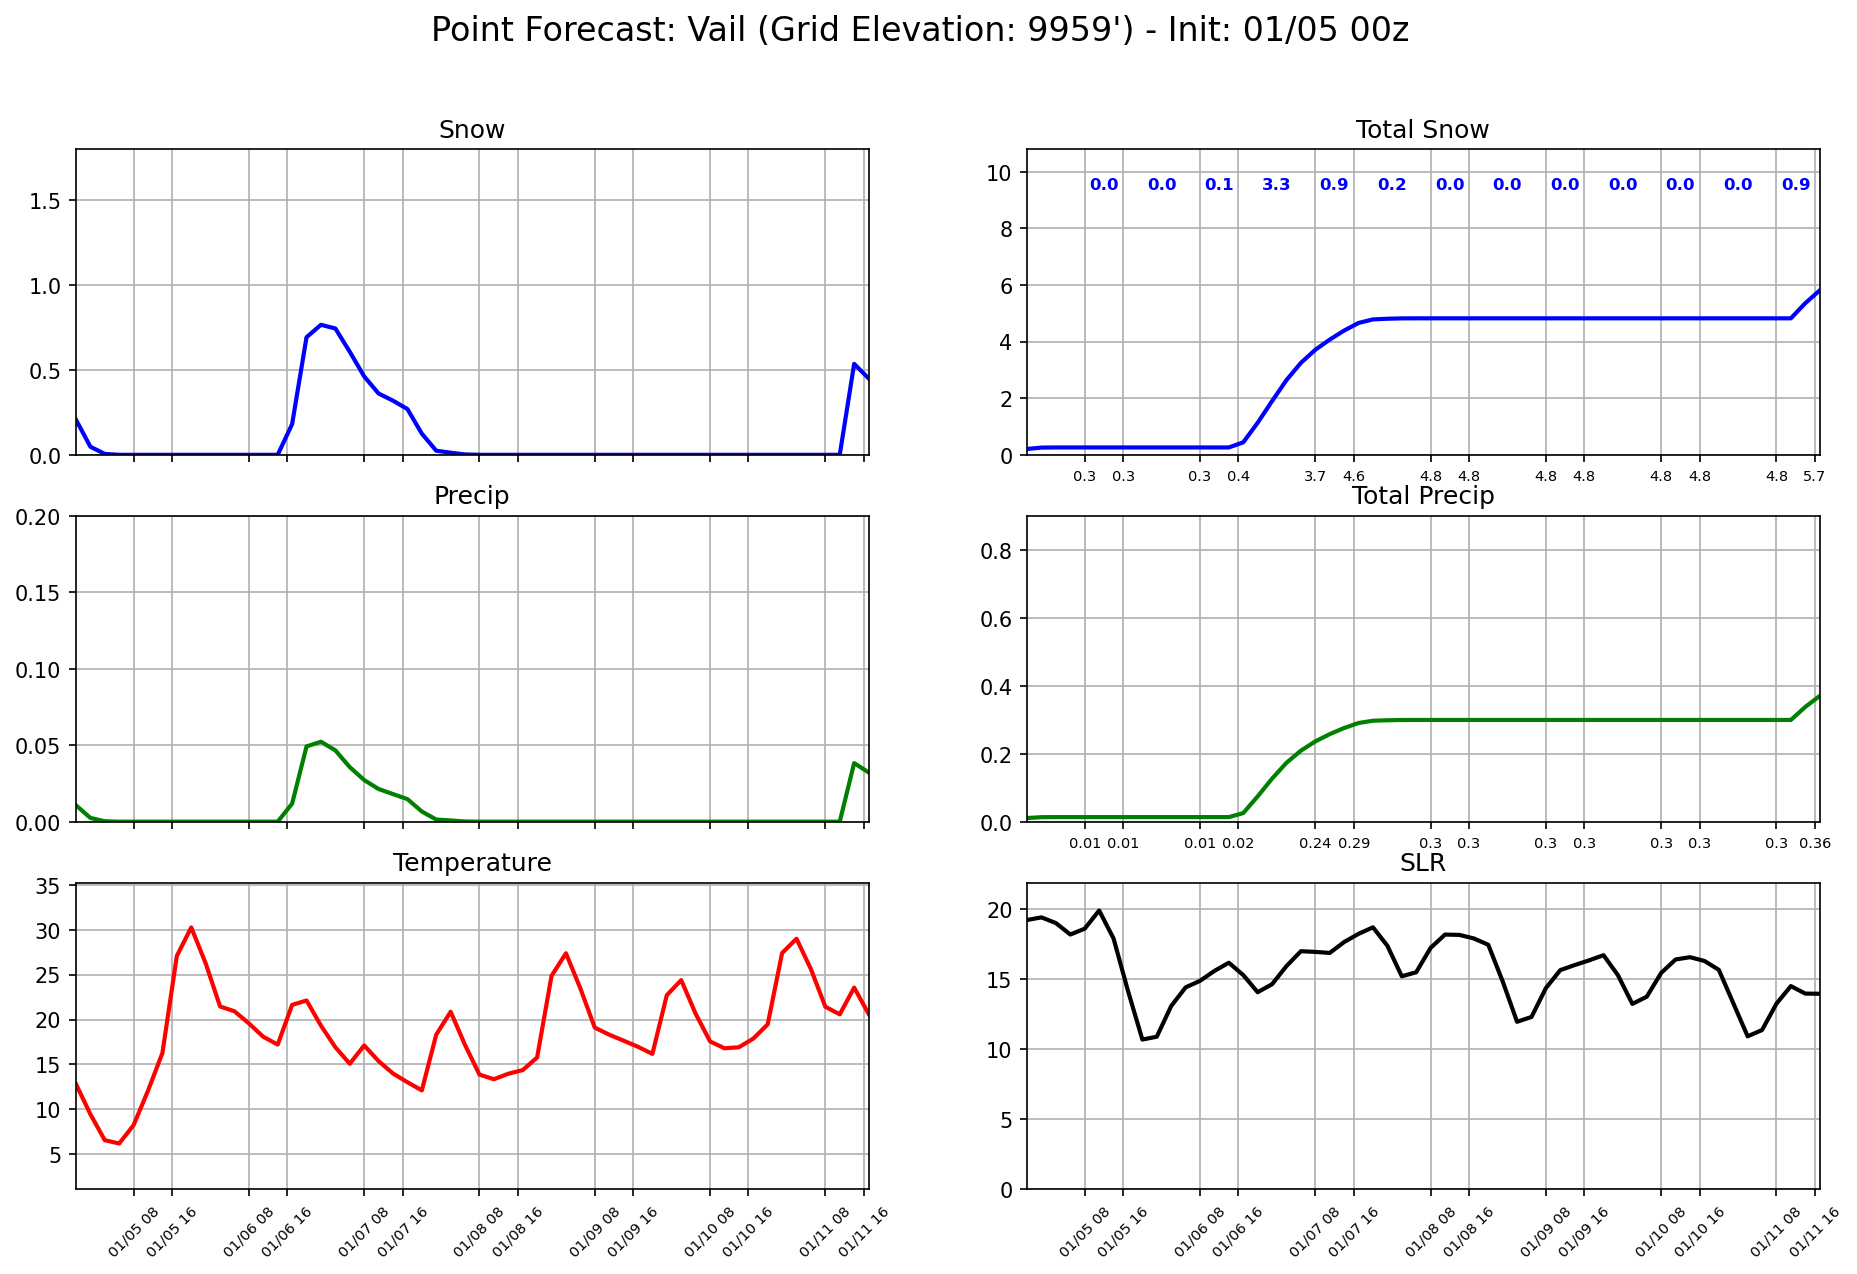 Point Forecast: Vail (Grid Elevation: 9959') - Init: 01/05 00z
Snow
1.5
1.0
0.5
0.0
Total Snow
10
8
6
4
2
0
0.0 0.0 0.1 3.3 0.9 0.2 0.0 0.0 0.0 0.0 0.0 0.0 0.9
0.3 0.3 0.3 0.4 3.7 4.6 4.8 4.8 4.8 4.8 4.8 4.8 4.8 5.7
Precip
0.20
0.15
0.10
0.05
0.00
Total Precip
0.8
0.6
0.4
0.2
0.0
0.01 0.01 0.01 0.02 0.24 0.29 0.3 0.3 0.3 0.3 0.3 0.3 0.3 0.36
Temperature
35
30
25
20
15
10
5
01/05 08 01/05 16 01/06 08 01/06 16 01/07 08 01/07 16 01/08 08 01/08 16 01/09 08 01/09 16 01/10 08 01/10 16 01/11 08 01/11 16
SLR
20
15
10
5
0
01/05 08 01/05 16 01/06 08 01/06 16 01/07 08 01/07 16 01/08 08 01/08 16 01/09 08 01/09 16 01/10 08 01/10 16 01/11 08 01/11 16